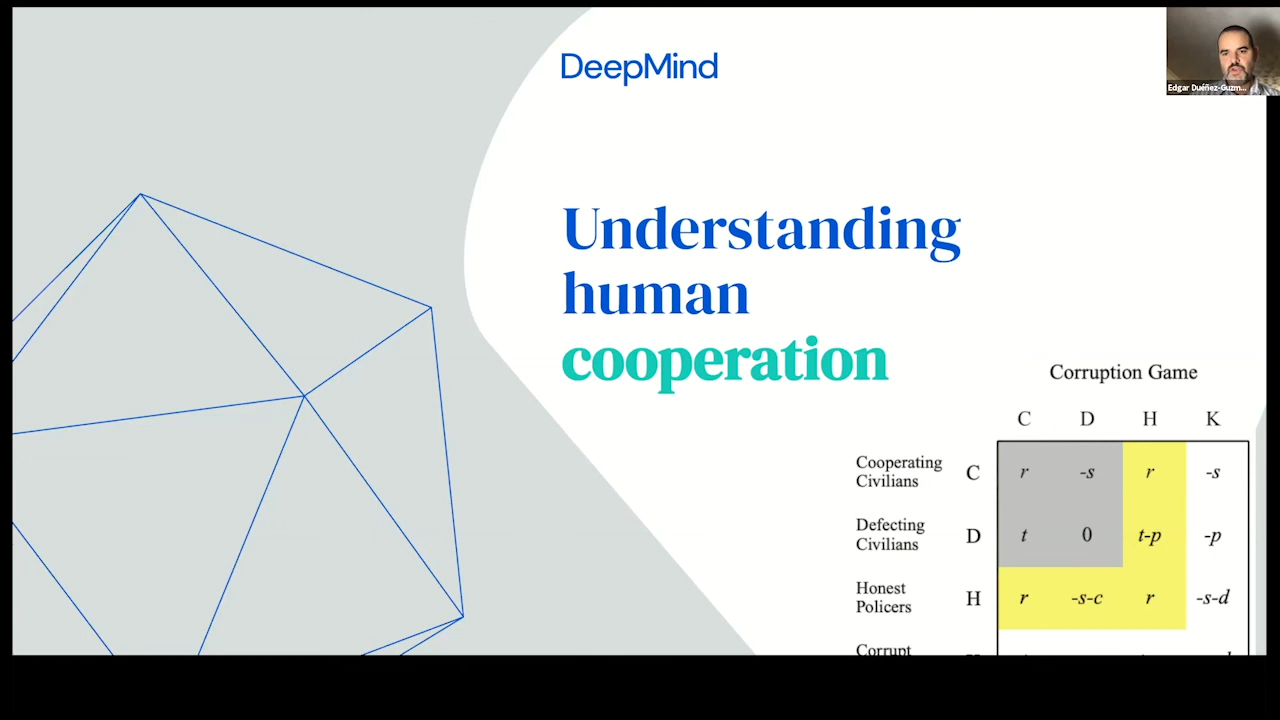 DeepMind
Edgar Duéñez-Guzm...
Understanding
human
cooperation
Corruption Game
C D H K
Cooperating
Civilians
C r -s r -s
Defecting
Civilians
D t 0 t-p -p
Honest
Policers
H r -s-c r -s-d
Corrupt